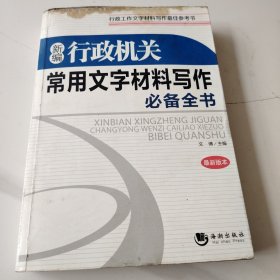 行政工作文字材料写作最佳参考书
新编 行政机关
常用文字材料写作
必备全书
XINBIAN XINGZHENG JIGUAN
CHANGYONG WENZI CAILIAO XIEZUO
BIBEI QUANSHU
主编
最新版本
海潮出版社